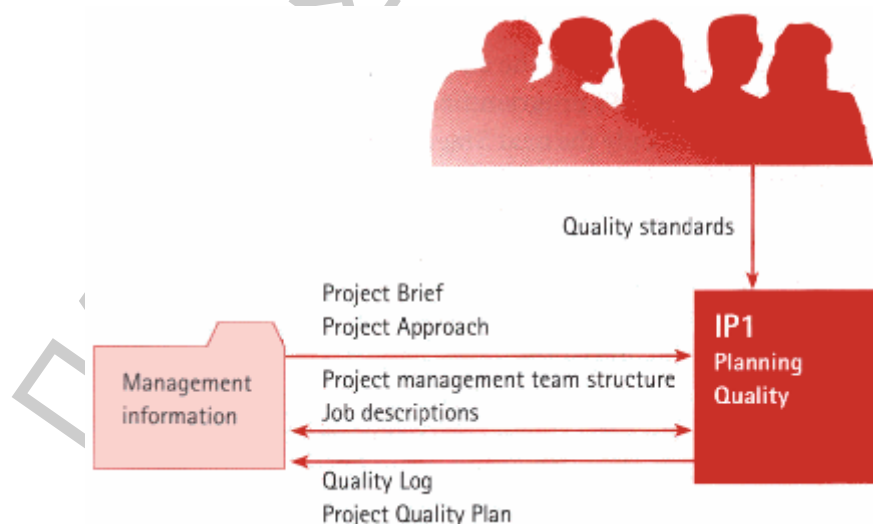 Quality standards
Project Brief
Project Approach
IP1
Planning
Quality
Management
information
Project management team structure
Job descriptions
Quality Log
Project Quality Plan